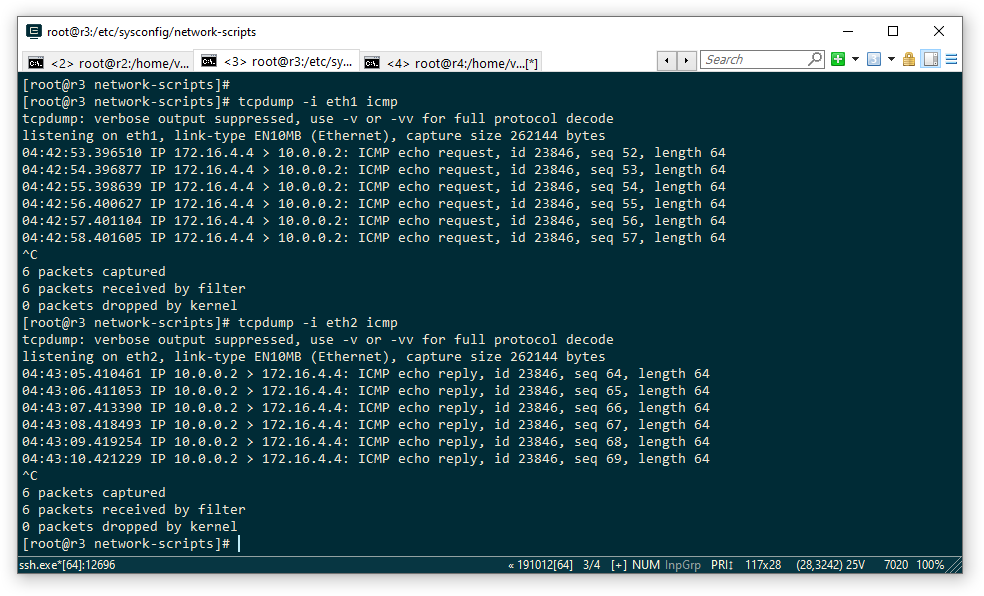 root@r3:/etc/sysconfig/network-scripts
<2> root@r2:/home/v... <3> root@r3:/etc/sy... <4> root@r4:/home/v...[*] Search
[root@r3 network-scripts]#
[root@r3 network-scripts]# tcpdump -i eth1 icmp
tcpdump: verbose output suppressed, use -v or -vv for full protocol decode
listening on eth1, link-type EN10MB (Ethernet), capture size 262144 bytes
04:42:53.396510 IP 172.16.4.4 > 10.0.0.2: ICMP echo request, id 23846, seq 52, length 64
04:42:54.396877 IP 172.16.4.4 > 10.0.0.2: ICMP echo request, id 23846, seq 53, length 64
04:42:55.398639 IP 172.16.4.4 > 10.0.0.2: ICMP echo request, id 23846, seq 54, length 64
04:42:56.400627 IP 172.16.4.4 > 10.0.0.2: ICMP echo request, id 23846, seq 55, length 64
04:42:57.401104 IP 172.16.4.4 > 10.0.0.2: ICMP echo request, id 23846, seq 56, length 64
04:42:58.401605 IP 172.16.4.4 > 10.0.0.2: ICMP echo request, id 23846, seq 57, length 64
^C
6 packets captured
6 packets received by filter
0 packets dropped by kernel
[root@r3 network-scripts]# tcpdump -i eth2 icmp
tcpdump: verbose output suppressed, use -v or -vv for full protocol decode
listening on eth2, link-type EN10MB (Ethernet), capture size 262144 bytes
04:43:05.410461 IP 10.0.0.2 > 172.16.4.4: ICMP echo reply, id 23846, seq 64, length 64
04:43:06.411053 IP 10.0.0.2 > 172.16.4.4: ICMP echo reply, id 23846, seq 65, length 64
04:43:07.413390 IP 10.0.0.2 > 172.16.4.4: ICMP echo reply, id 23846, seq 66, length 64
04:43:08.418493 IP 10.0.0.2 > 172.16.4.4: ICMP echo reply, id 23846, seq 67, length 64
04:43:09.419254 IP 10.0.0.2 > 172.16.4.4: ICMP echo reply, id 23846, seq 68, length 64
04:43:10.421229 IP 10.0.0.2 > 172.16.4.4: ICMP echo reply, id 23846, seq 69, length 64
^C
6 packets captured
6 packets received by filter
0 packets dropped by kernel
[root@r3 network-scripts]#
ssh.exe*[64]:12696 « 191012[64] 3/4 [+] NUM InpGrp PRI↕ 117x28 (28,3242) 25V 7020 100%